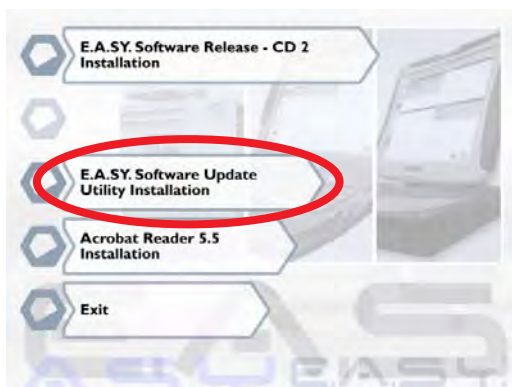 E.A.SY. Software Release - CD 2
Installation
E.A.SY. Software Update
Utility Installation
Acrobat Reader 5.5
Installation
Exit